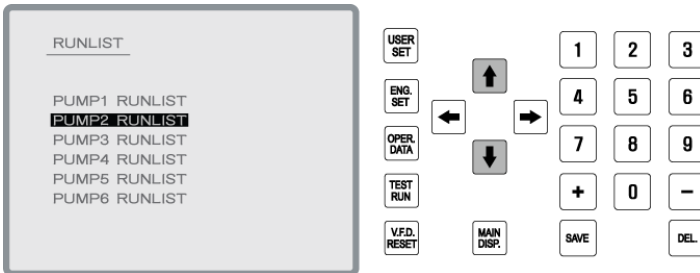 RUNLIST
PUMP1 RUNLIST
PUMP2 RUNLIST
PUMP3 RUNLIST
PUMP4 RUNLIST
PUMP5 RUNLIST
PUMP6 RUNLIST
USER
SET
ENG.
SET
OPER.
DATA
TEST
RUN
V.F.D.
RESET
MAIN
DISP.
1 2 3
4 5 6
7 8 9
+ 0 -
SAVE DEL.